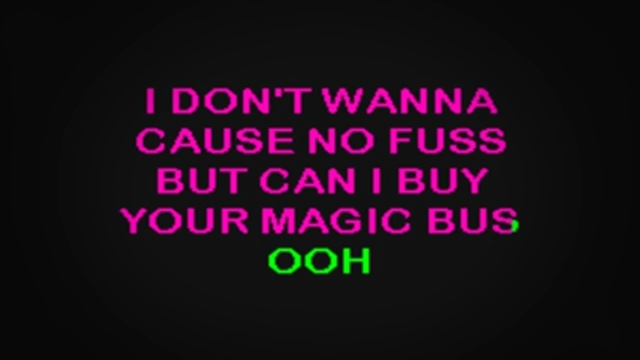 I DON'T WANNA
CAUSE NO FUSS
BUT CAN I BUY
YOUR MAGIC BUS
OOH